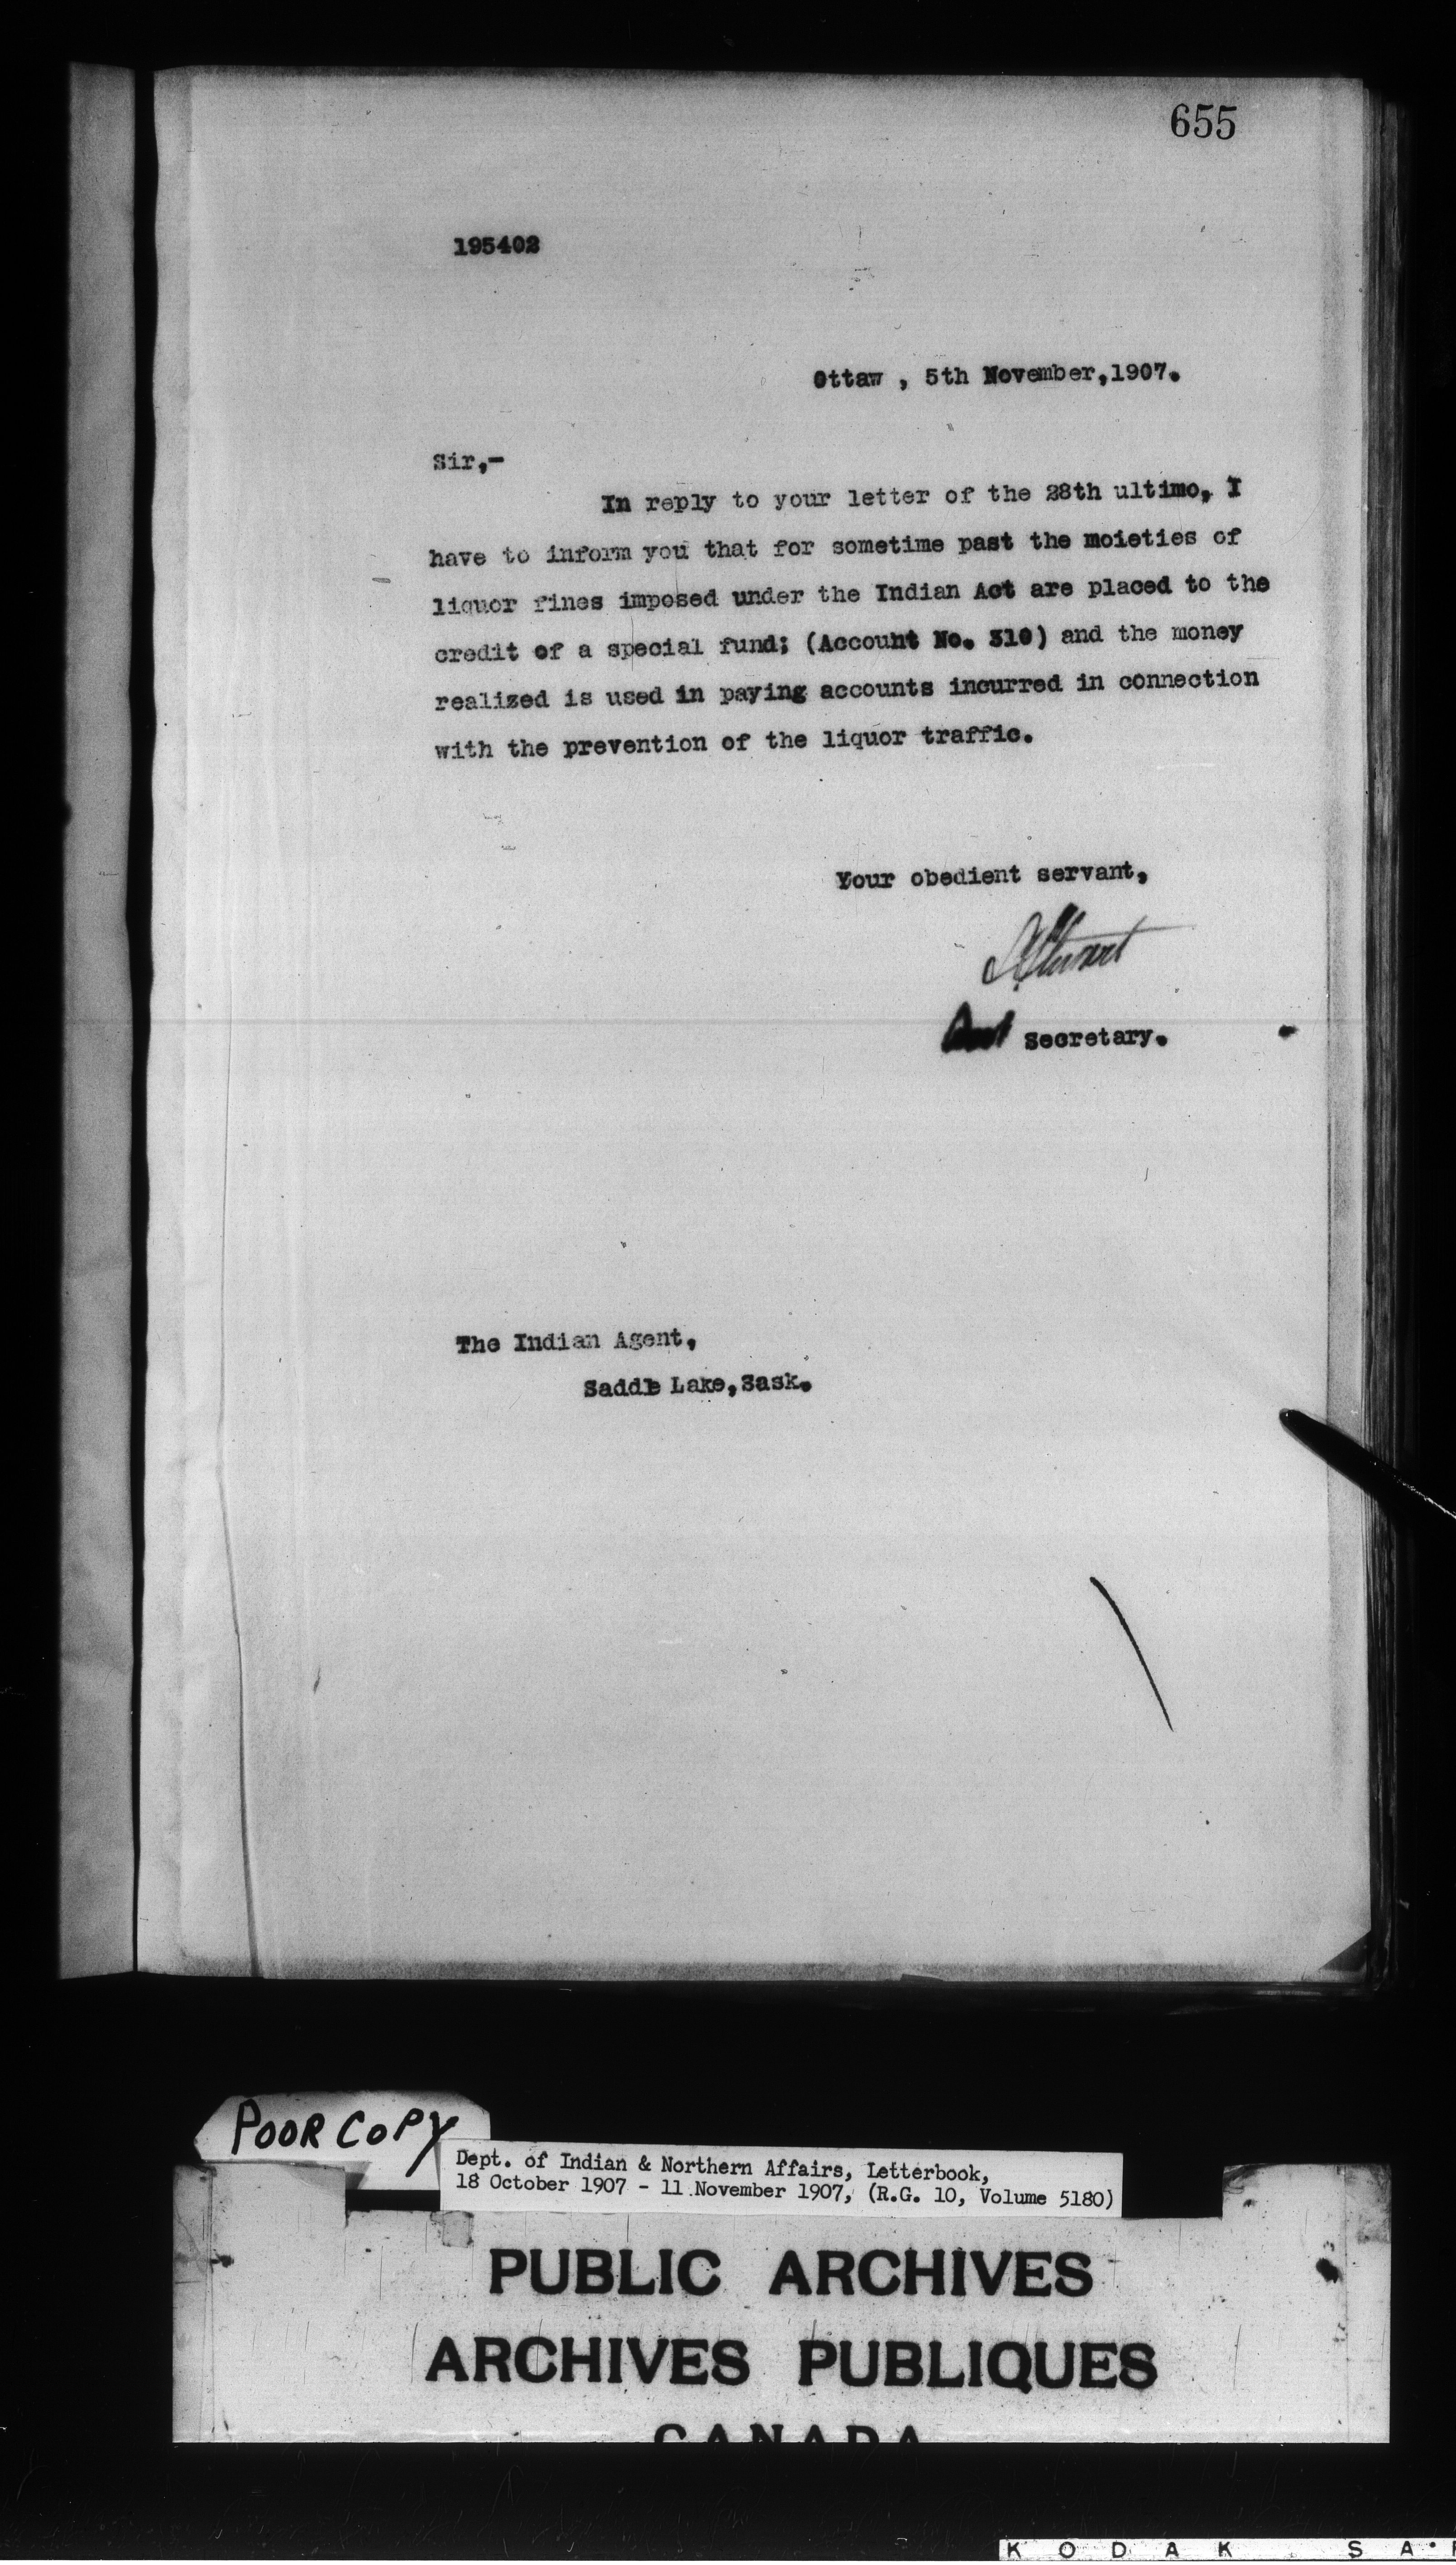 655
195402
Ottaw , 5th November,1907.
Sir,-
In reply to your letter of the 28th ultimo, I
have to inform you that for sometime past the moieties of
liquor fines imposed under the Indian Act are placed to the
credit of a special fund; (Account No. 310) and the money
realized is used in paying accounts incurred in connection
with the prevention of the liquor traffic.
Your obedient servant,
Stewart
Secretary.
The Indian Agent,
Saddle Lake, Sask.
POOR COPY
Dept. of Indian & Northern Affairs, Letterbook,
18 October 1907 - 11 November 1907, (R.G. 10, Volume 5180)
PUBLIC ARCHIVES
ARCHIVES PUBLIQUES
CANADA
KODAK SA